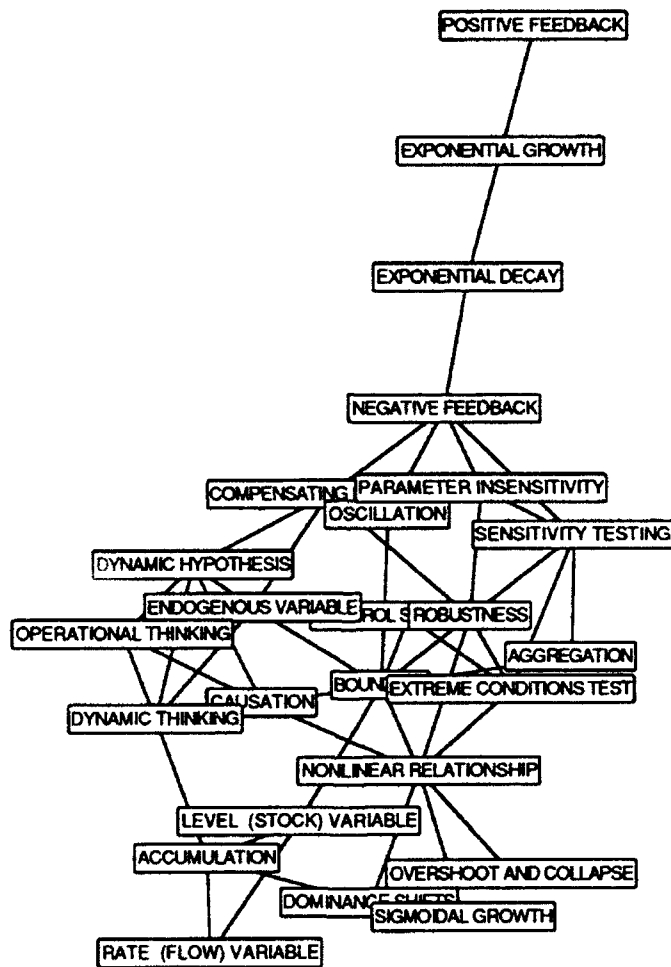 POSITIVE FEEDBACK
EXPONENTIAL GROWTH
EXPONENTIAL DECAY
NEGATIVE FEEDBACK
COMPENSATING
PARAMETER INSENSITIVITY
OSCILLATION
SENSITIVITY TESTING
DYNAMIC HYPOTHESIS
ENDOGENOUS VARIABLE
ROBUSTNESS
OPERATIONAL THINKING
AGGREGATION
CAUSATION
EXTREME CONDITIONS TEST
DYNAMIC THINKING
NONLINEAR RELATIONSHIP
LEVEL (STOCK) VARIABLE
ACCUMULATION
OVERSHOOT AND COLLAPSE
DOMINANCE SHIFTS
SIGMOIDAL GROWTH
RATE (FLOW) VARIABLE